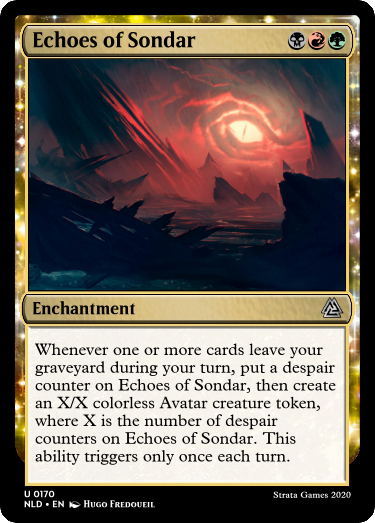 Echoes of Sondar
Enchantment
Whenever one or more cards leave your
graveyard during your turn, put a despair
counter on Echoes of Sondar, then create
an X/X colorless Avatar creature token,
where X is the number of despair
counters on Echoes of Sondar. This
ability triggers only once each turn.
U 0170
NLD • EN Hugo Fredoueil
Strata Games 2020